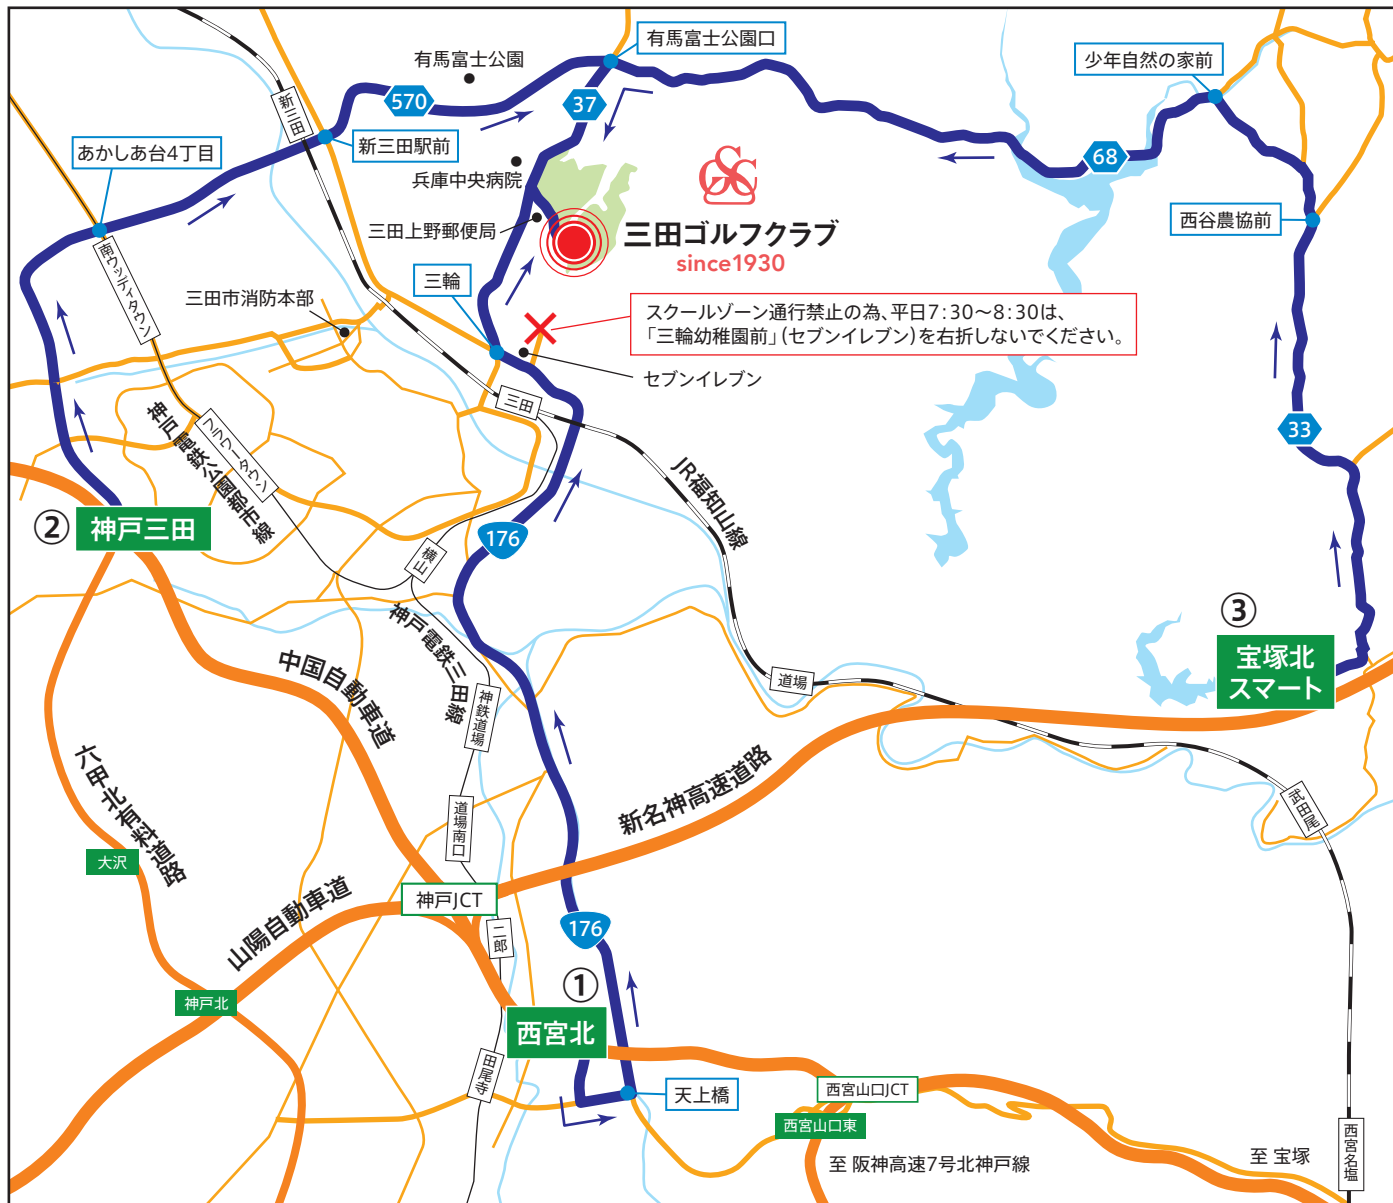 有馬富士公園口
有馬富士公園
少年自然の家前
570
37
新三田
新三田駅前
あかしあ台4丁目
兵庫中央病院
68
GSC
三田上野郵便局
三田ゴルフクラブ
since1930
西谷農協前
南ウッディタウン
三田市消防本部
三輪
スクールゾーン通行禁止の為、平日7:30〜8:30は、
「三輪幼稚園前」(セブンイレブン)を右折しないでください。
セブンイレブン
三田
33
フラワータウン
神戸電鉄公園都市線
JR福知山線
②
神戸三田
176
横山
神戸電鉄三田線
③
宝塚北
スマート
道場
中国自動車道
神鉄道場
新名神高速道路
六甲北有料道路
道場南口
武田尾
大沢
神戸JCT
山陽自動車道
二郎
176
①
神戸北
西宮北
田尾寺
天上橋
西宮山口JCT
西宮山口東
至 阪神高速7号北神戸線
至 宝塚
西宮名塩